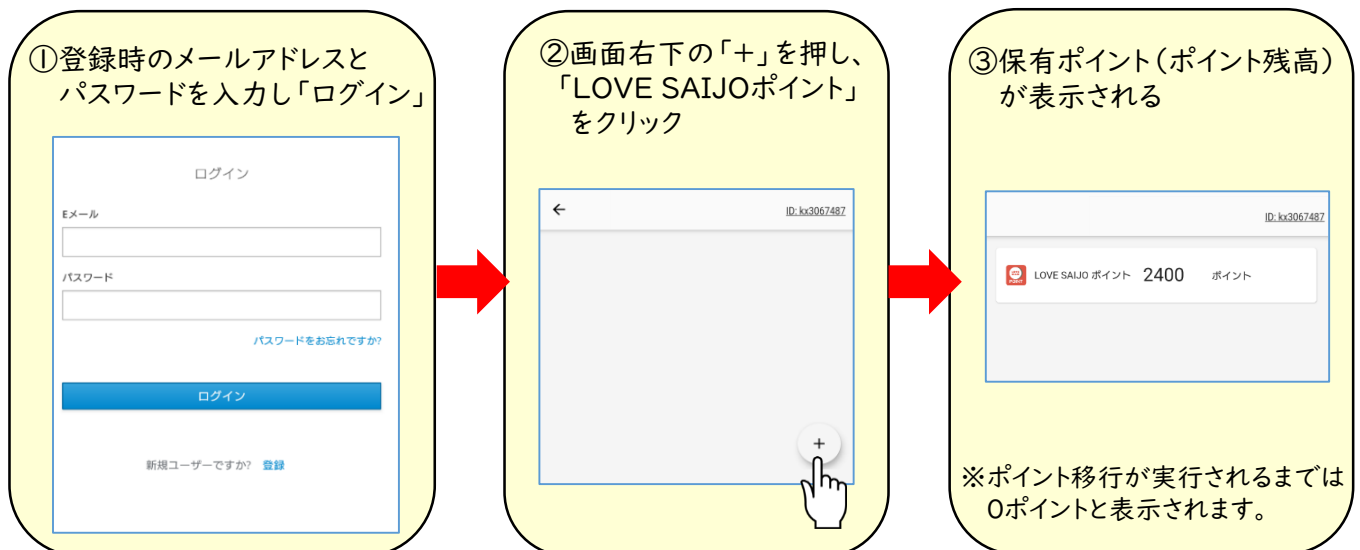 ①登録時のメールアドレスと
パスワードを入力し「ログイン」
ログイン
Eメール
パスワード
パスワードをお忘れですか?
ログイン
新規ユーザーですか? 登録
②画面右下の「+」を押し、
「LOVE SAIJOポイント」
をクリック
←
ID: kx3067487
+
③保有ポイント(ポイント残高)
が表示される
ID: kx3067487
LOVE SAIJO ポイント 2400 ポイント
※ポイント移行が実行されるまでは
0ポイントと表示されます。